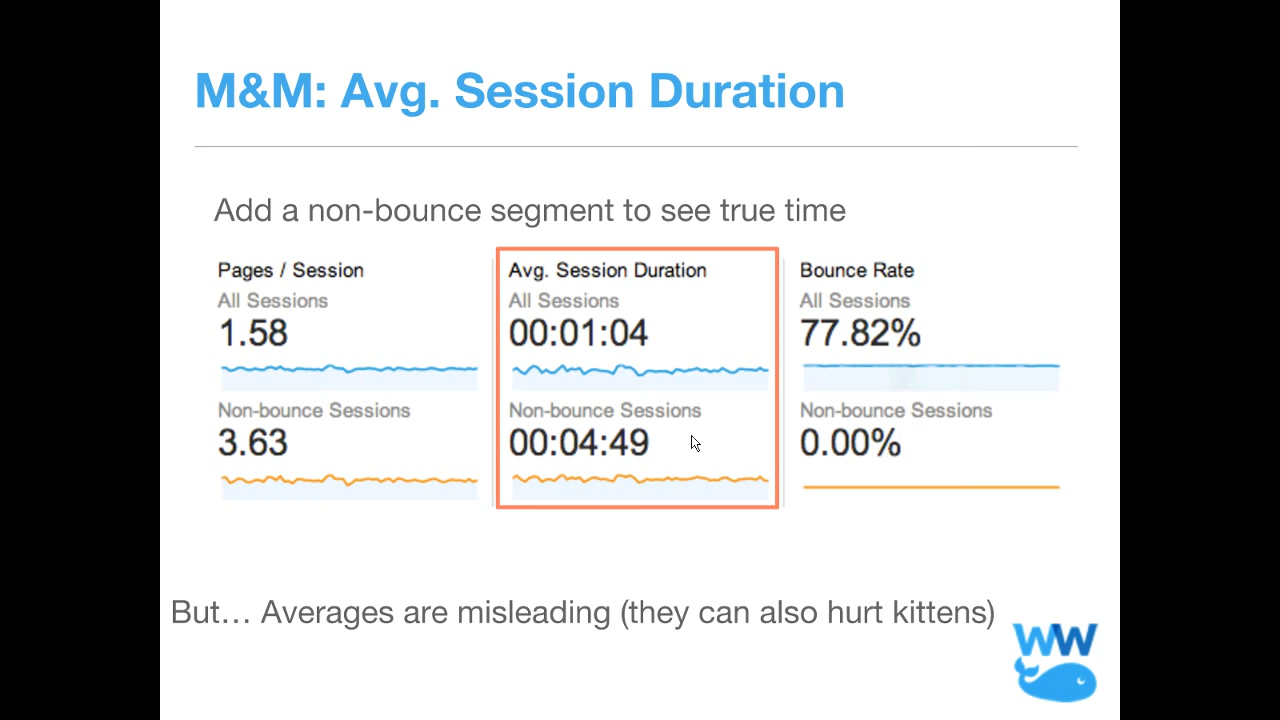 M&M: Avg. Session Duration
Add a non-bounce segment to see true time
Pages / Session
All Sessions
1.58
Non-bounce Sessions
3.63
Avg. Session Duration
All Sessions
00:01:04
Non-bounce Sessions
00:04:49
Bounce Rate
All Sessions
77.82%
Non-bounce Sessions
0.00%
But… Averages are misleading (they can also hurt kittens)
WW